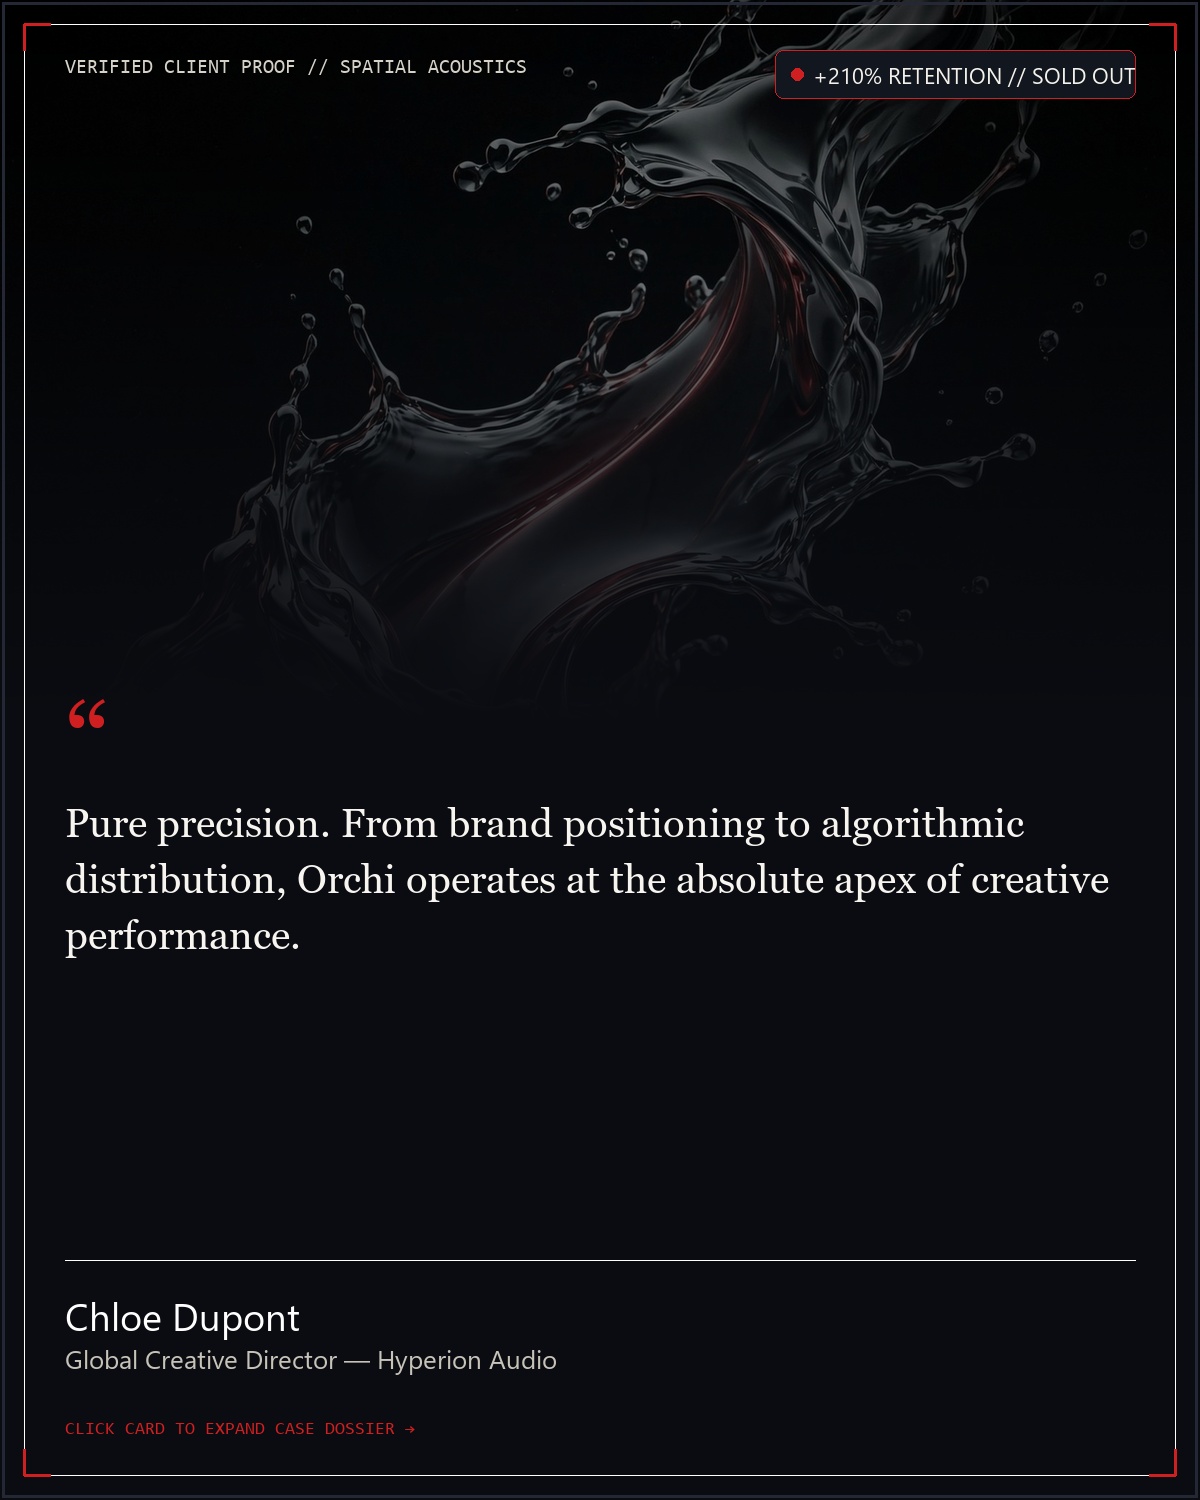 VERIFIED CLIENT PROOF // SPATIAL ACOUSTICS
+210% RETENTION // SOLD OUT
“
Pure precision. From brand positioning to algorithmic
distribution, Orchi operates at the absolute apex of creative
performance.
Chloe Dupont
Global Creative Director — Hyperion Audio
CLICK CARD TO EXPAND CASE DOSSIER →